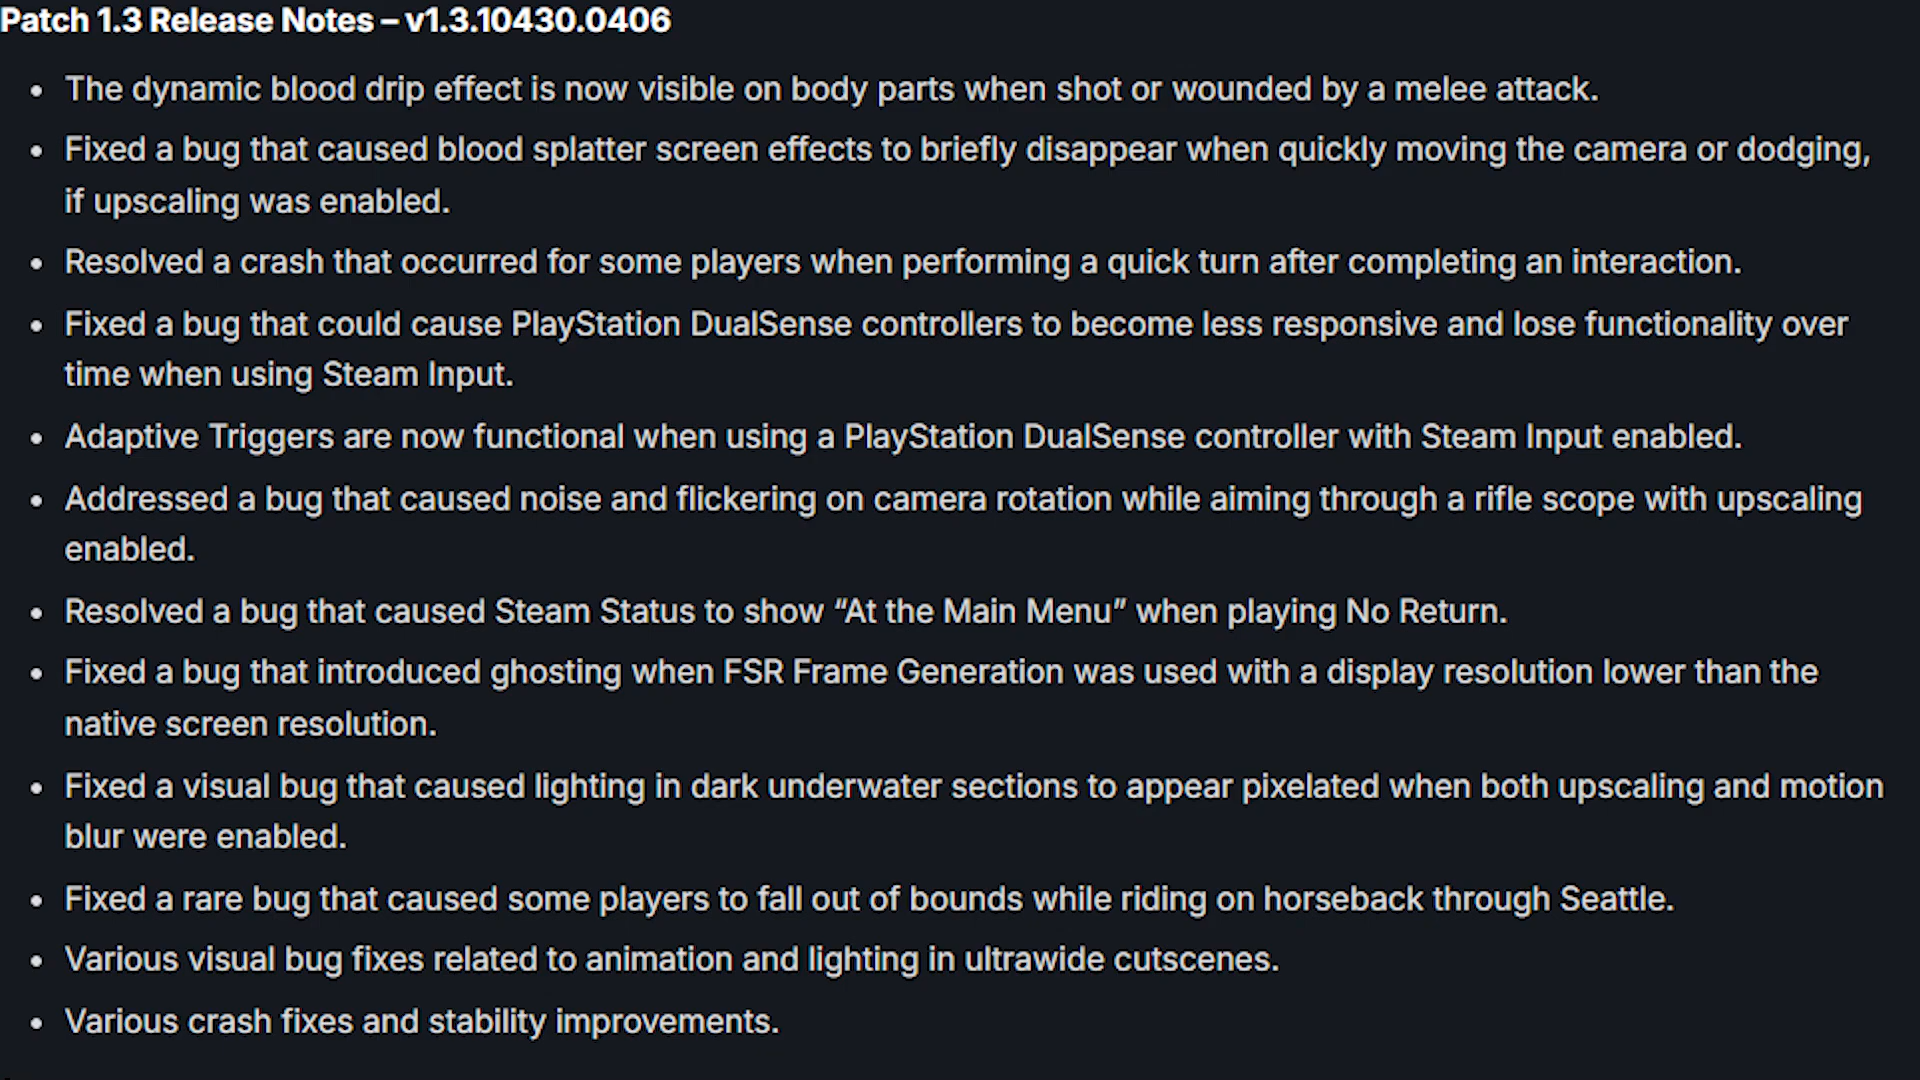 Patch 1.3 Release Notes – v1.3.10430.0406
• The dynamic blood drip effect is now visible on body parts when shot or wounded by a melee attack.
• Fixed a bug that caused blood splatter screen effects to briefly disappear when quickly moving the camera or dodging,
if upscaling was enabled.
• Resolved a crash that occurred for some players when performing a quick turn after completing an interaction.
• Fixed a bug that could cause PlayStation DualSense controllers to become less responsive and lose functionality over
time when using Steam Input.
• Adaptive Triggers are now functional when using a PlayStation DualSense controller with Steam Input enabled.
• Addressed a bug that caused noise and flickering on camera rotation while aiming through a rifle scope with upscaling
enabled.
• Resolved a bug that caused Steam Status to show “At the Main Menu” when playing No Return.
• Fixed a bug that introduced ghosting when FSR Frame Generation was used with a display resolution lower than the
native screen resolution.
• Fixed a visual bug that caused lighting in dark underwater sections to appear pixelated when both upscaling and motion
blur were enabled.
• Fixed a rare bug that caused some players to fall out of bounds while riding on horseback through Seattle.
• Various visual bug fixes related to animation and lighting in ultrawide cutscenes.
• Various crash fixes and stability improvements.